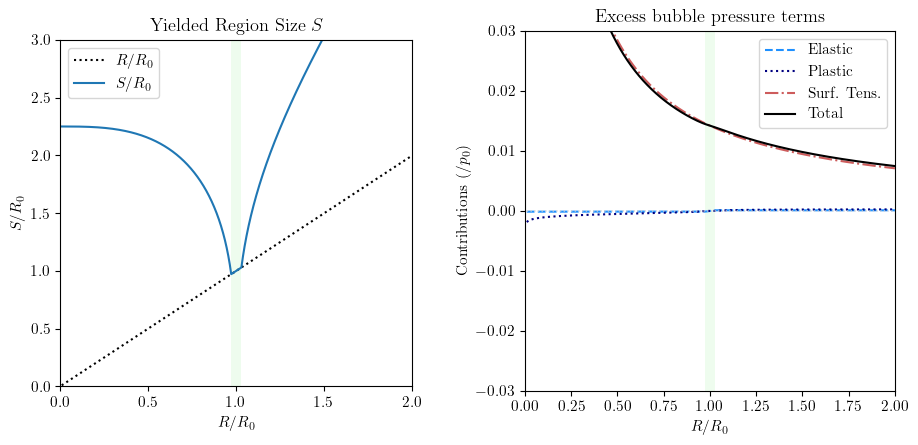 Yielded Region Size S
R/R₀
S/R₀
3.0
2.5
2.0
1.5
1.0
0.5
0.0
S/R₀
0.0 0.5 1.0 1.5 2.0
R/R₀
Excess bubble pressure terms
Elastic
Plastic
Surf. Tens.
Total
0.03
0.02
0.01
0.00
−0.01
−0.02
−0.03
Contributions (/p₀)
0.00 0.25 0.50 0.75 1.00 1.25 1.50 1.75 2.00
R/R₀